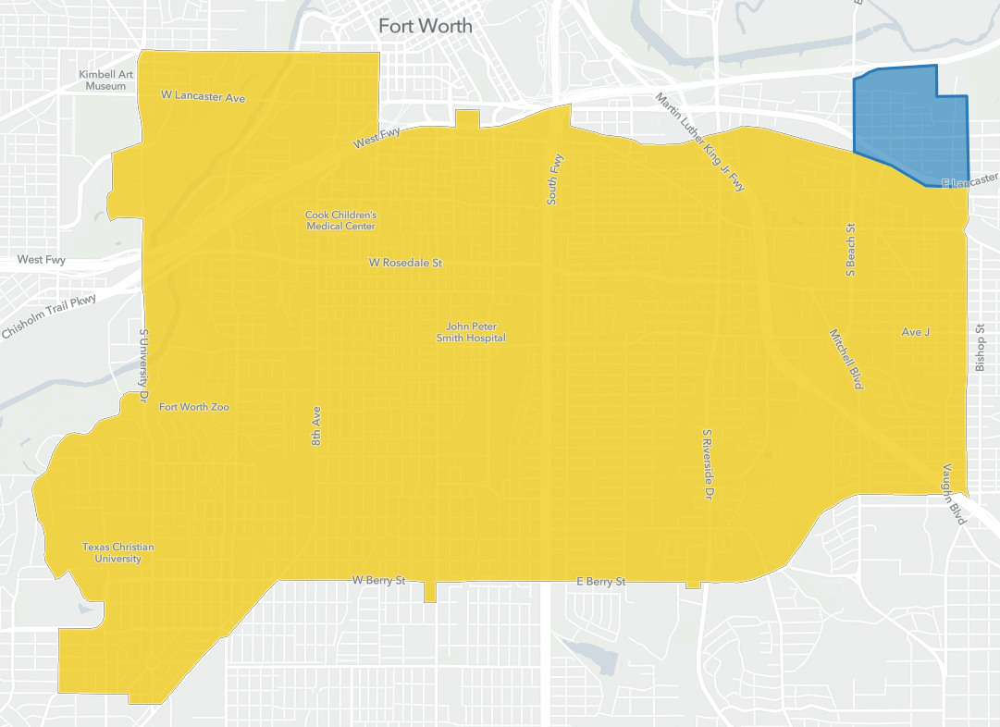 Fort Worth
Kimbell Art
Museum
W Lancaster Ave
Martin Luther King Jr Fwy
West Fwy
South Fwy
E Lancaster
Cook Children's
Medical Center
S Beach St
West Fwy
W Rosedale St
Chisholm Trail Pkwy
John Peter
Smith Hospital
Ave J
Bishop St
Mitchell Blvd
S University Dr
Fort Worth Zoo
8th Ave
S Riverside Dr
Vaughn Blvd
Texas Christian
University
W Berry St
E Berry St